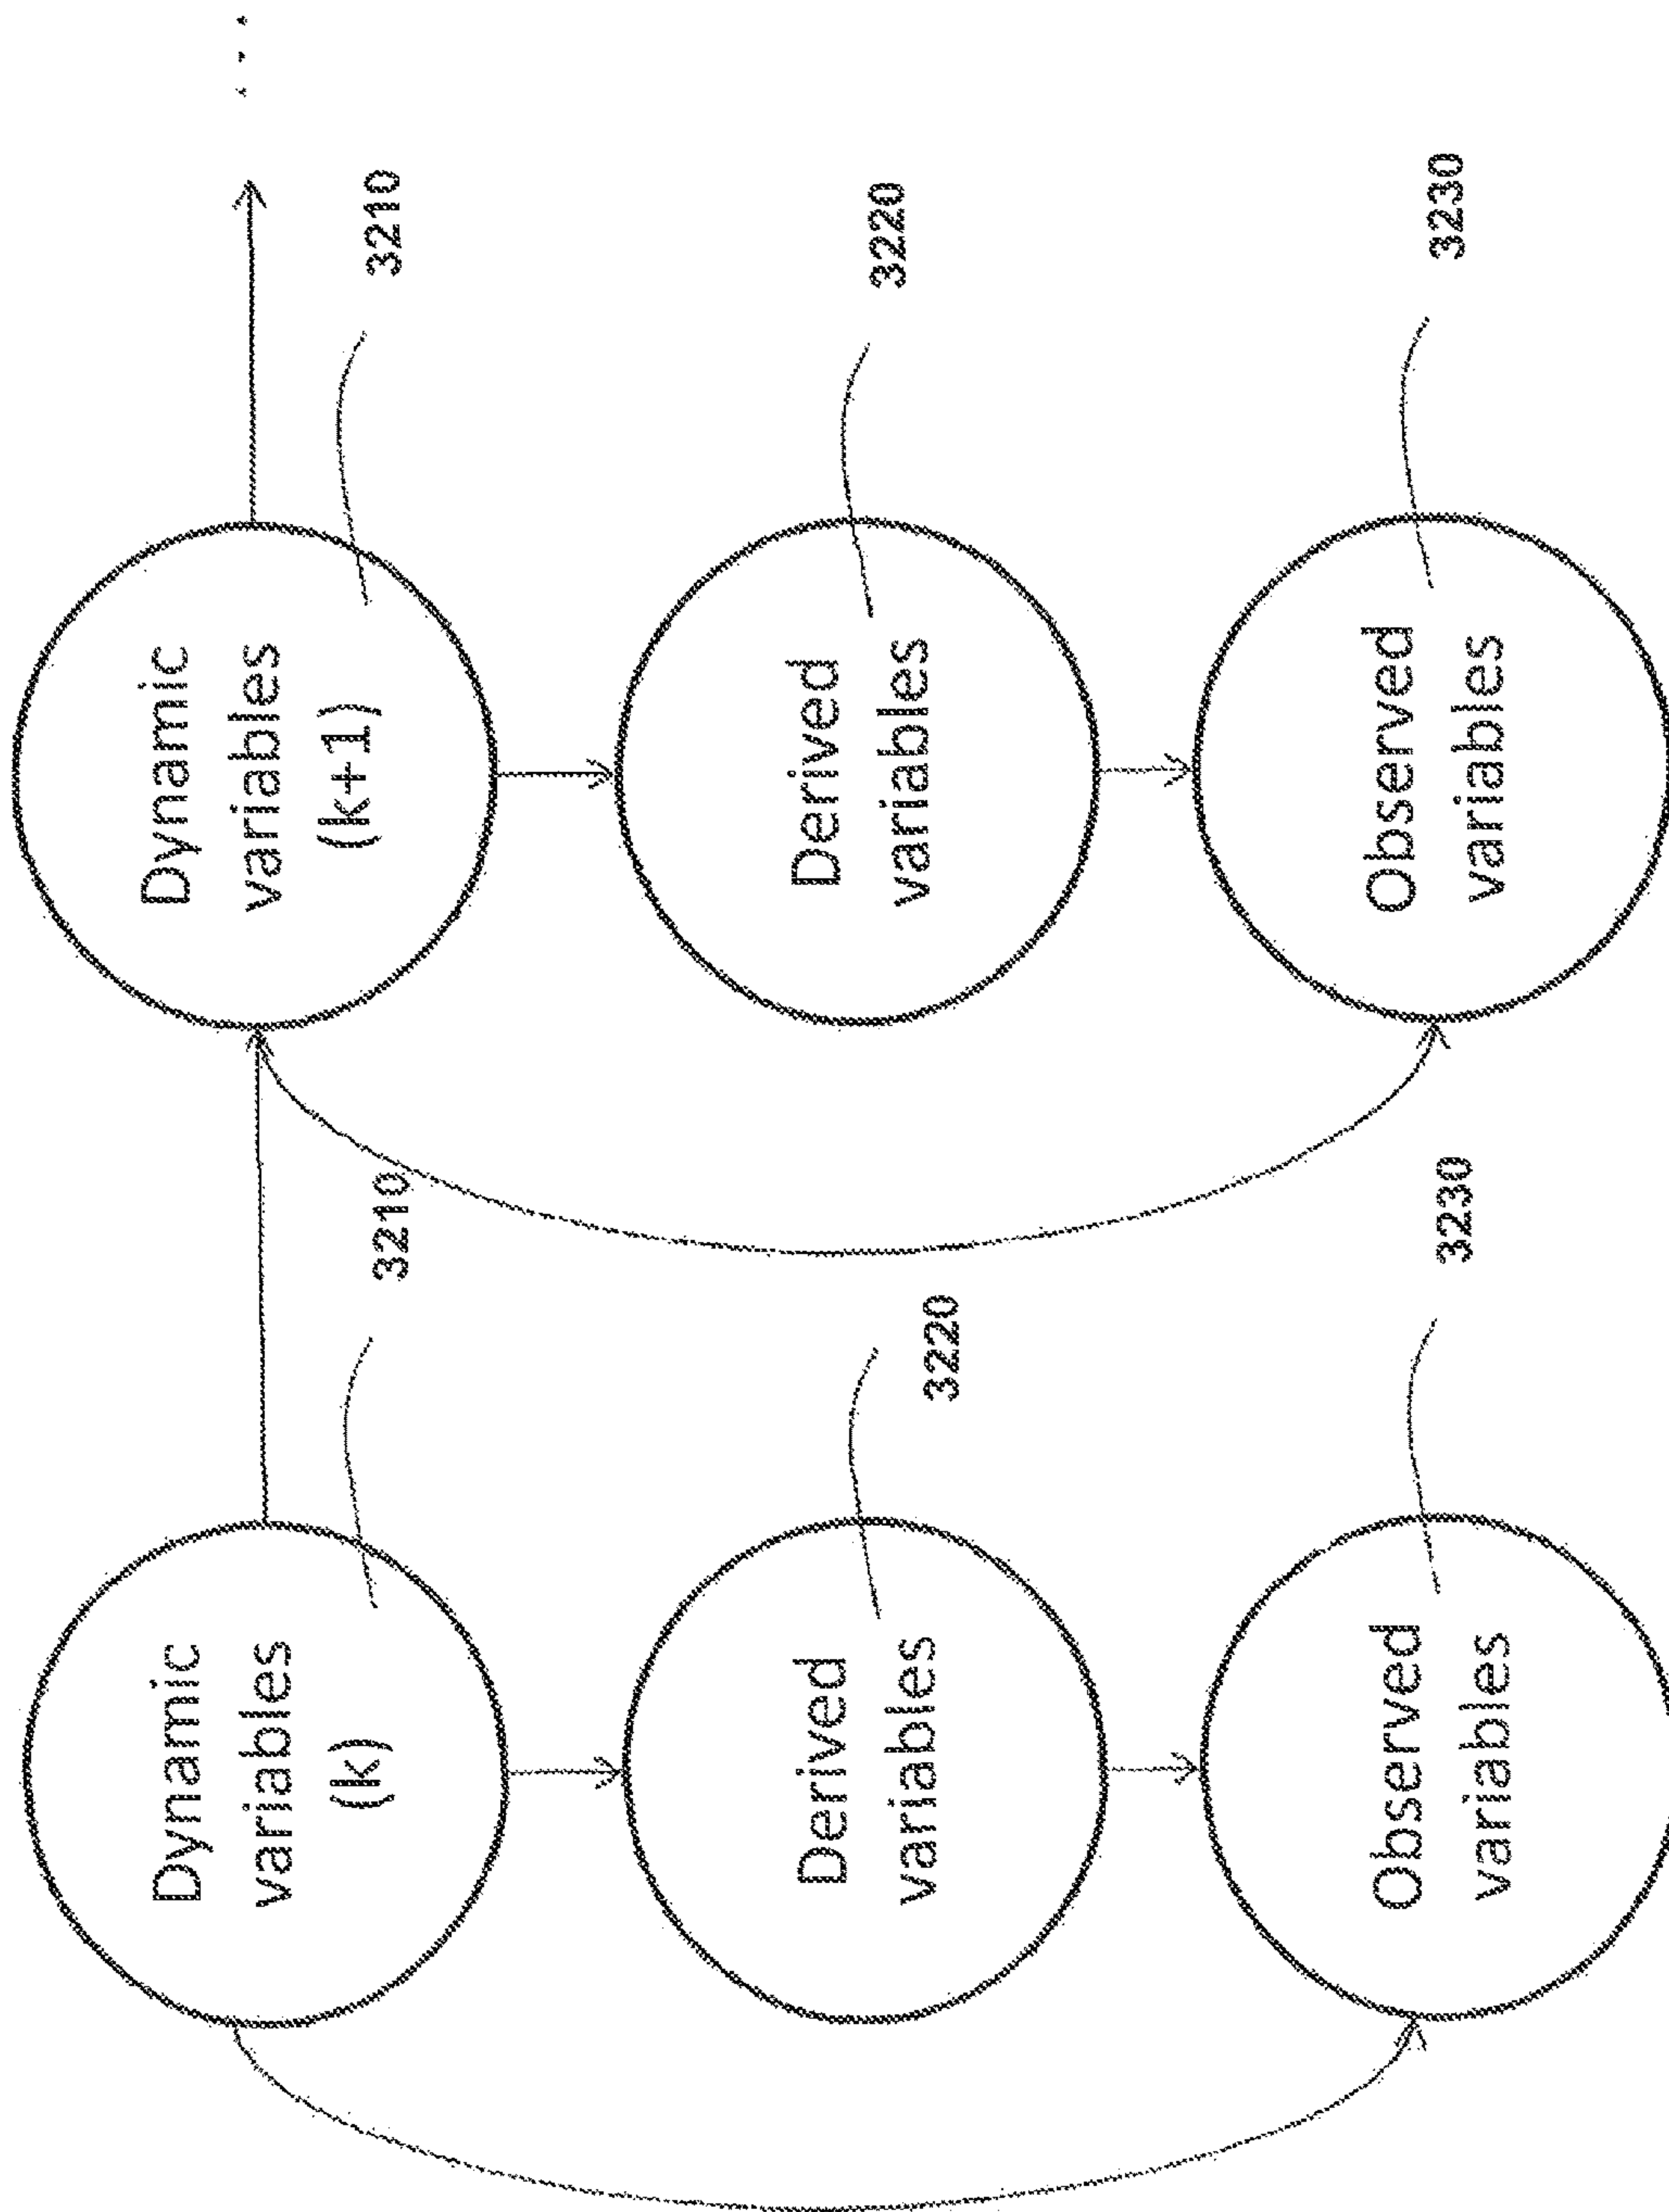 Dynamic
variables
(k)
3210
Dynamic
variables
(k+1)
3210
...
Derived
variables
3220
Derived
variables
3220
Observed
variables
3230
Observed
variables
3230